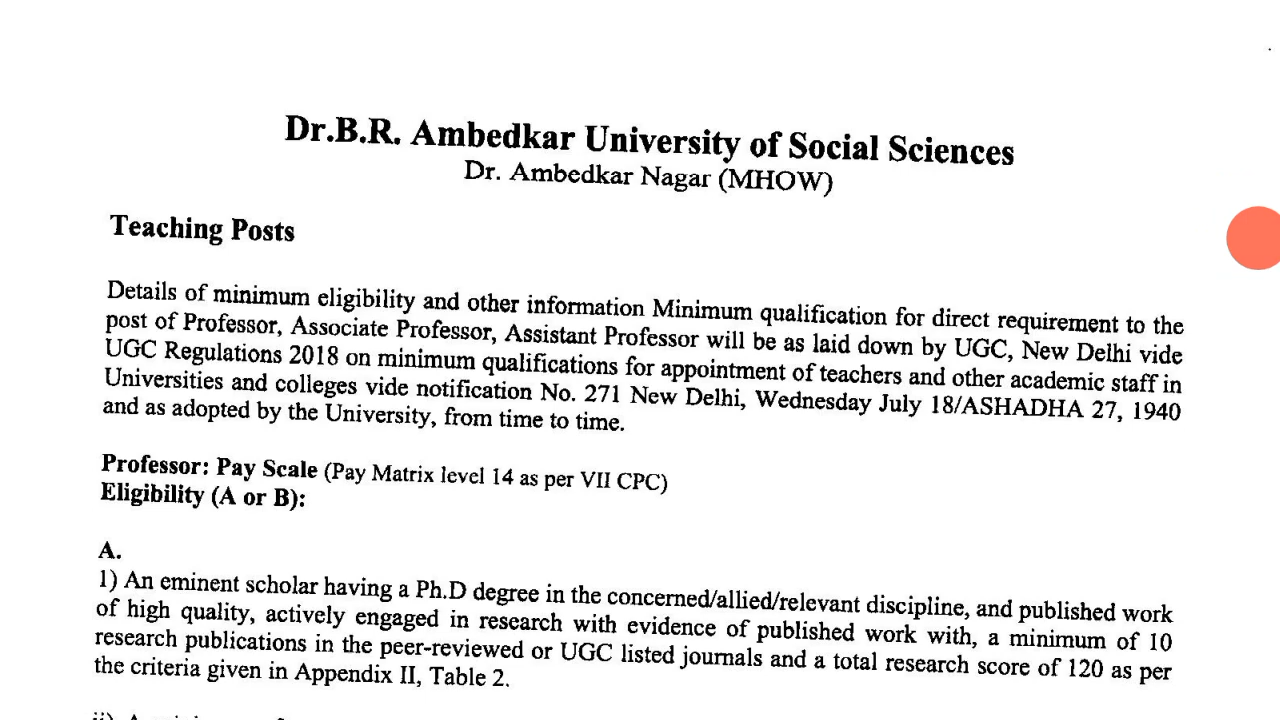 Dr.B.R. Ambedkar University of Social Sciences
Dr. Ambedkar Nagar (MHOW)
Teaching Posts
Details of minimum eligibility and other information Minimum qualification for direct requirement to the
post of Professor, Associate Professor, Assistant Professor will be as laid down by UGC, New Delhi vide
UGC Regulations 2018 on minimum qualifications for appointment of teachers and other academic staff in
Universities and colleges vide notification No. 271 New Delhi, Wednesday July 18/ASHADHA 27, 1940
and as adopted by the University, from time to time.
Professor: Pay Scale (Pay Matrix level 14 as per VII CPC)
Eligibility (A or B):
A.
1) An eminent scholar having a Ph.D degree in the concerned/allied/relevant discipline, and published work
of high quality, actively engaged in research with evidence of published work with, a minimum of 10
research publications in the peer-reviewed or UGC listed journals and a total research score of 120 as per
the criteria given in Appendix II, Table 2.